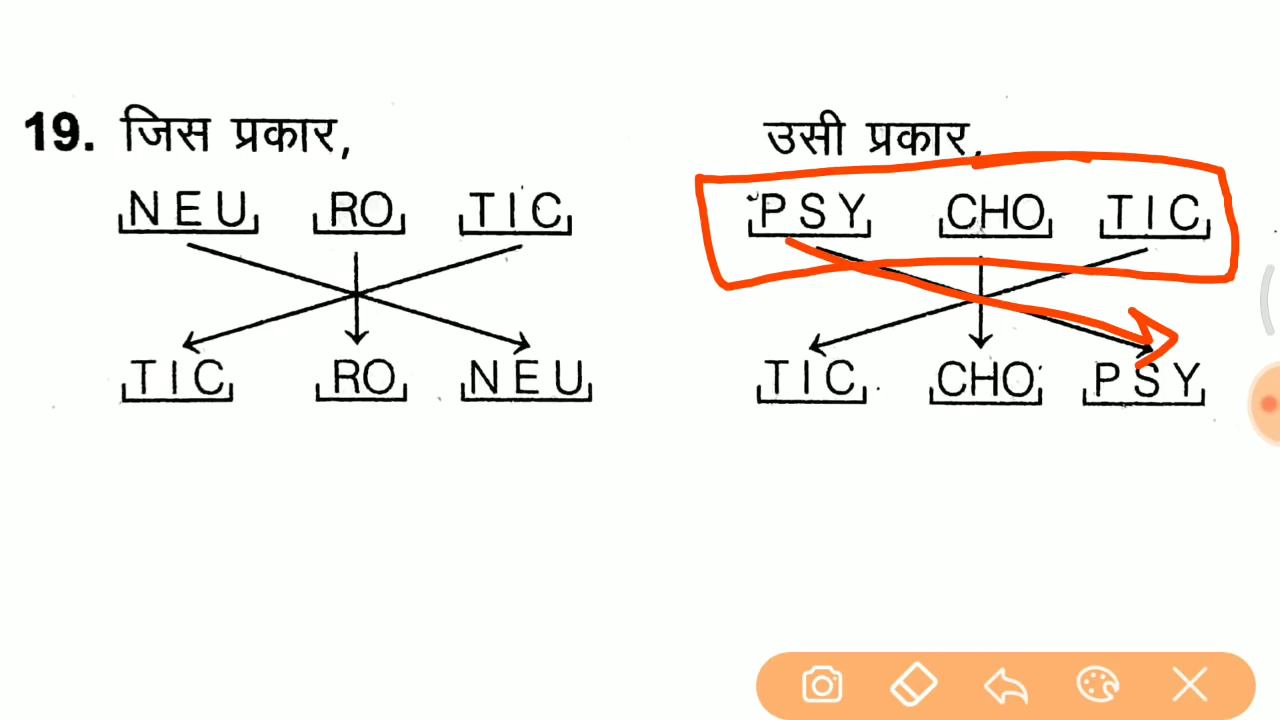 19. जिस प्रकार,
NEU RO TIC
TIC RO NEU
उसी प्रकार,
PSY CHO TIC
TIC CHO PSY